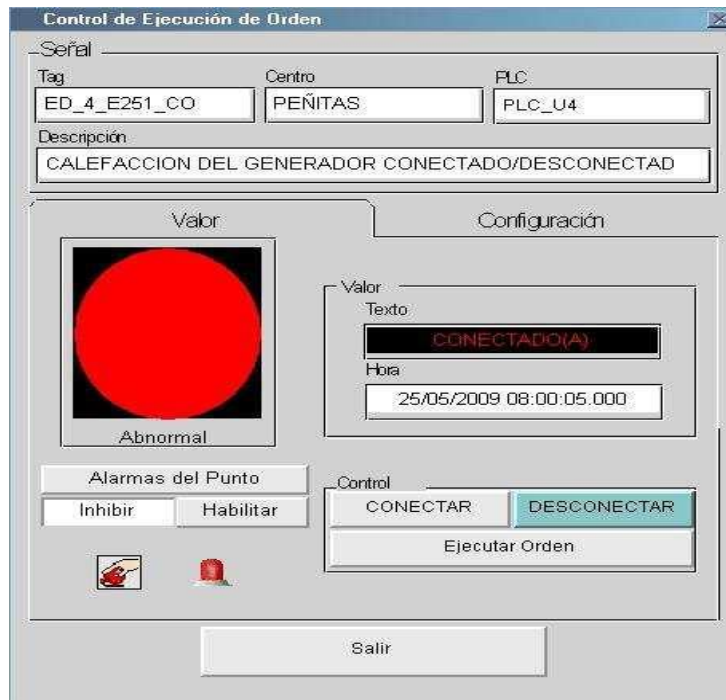 Control de Ejecución de Orden
Señal
Tag Centro PLC
ED_4_E251_CO PEÑITAS PLC_U4
Descripción
CALEFACCION DEL GENERADOR CONECTADO/DESCONECTAD
Valor Configuración
Valor
Texto
CONECTADO(A)
Hora
25/05/2009 08:00:05.000
Abnormal
Alarmas del Punto
Inhibir Habilitar
Control
CONECTAR DESCONECTAR
Ejecutar Orden
Salir